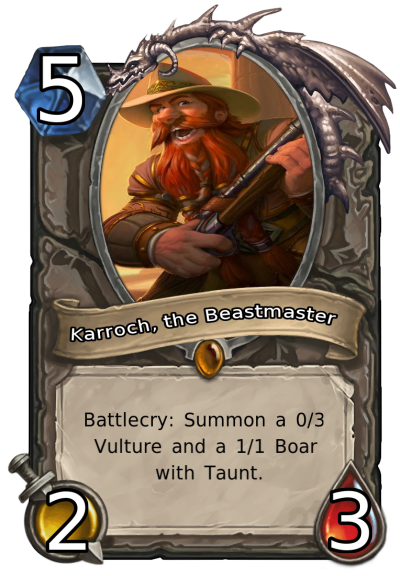 5
Karroch, the Beastmaster
Battlecry: Summon a 0/3
Vulture and a 1/1 Boar
with Taunt.
2
3